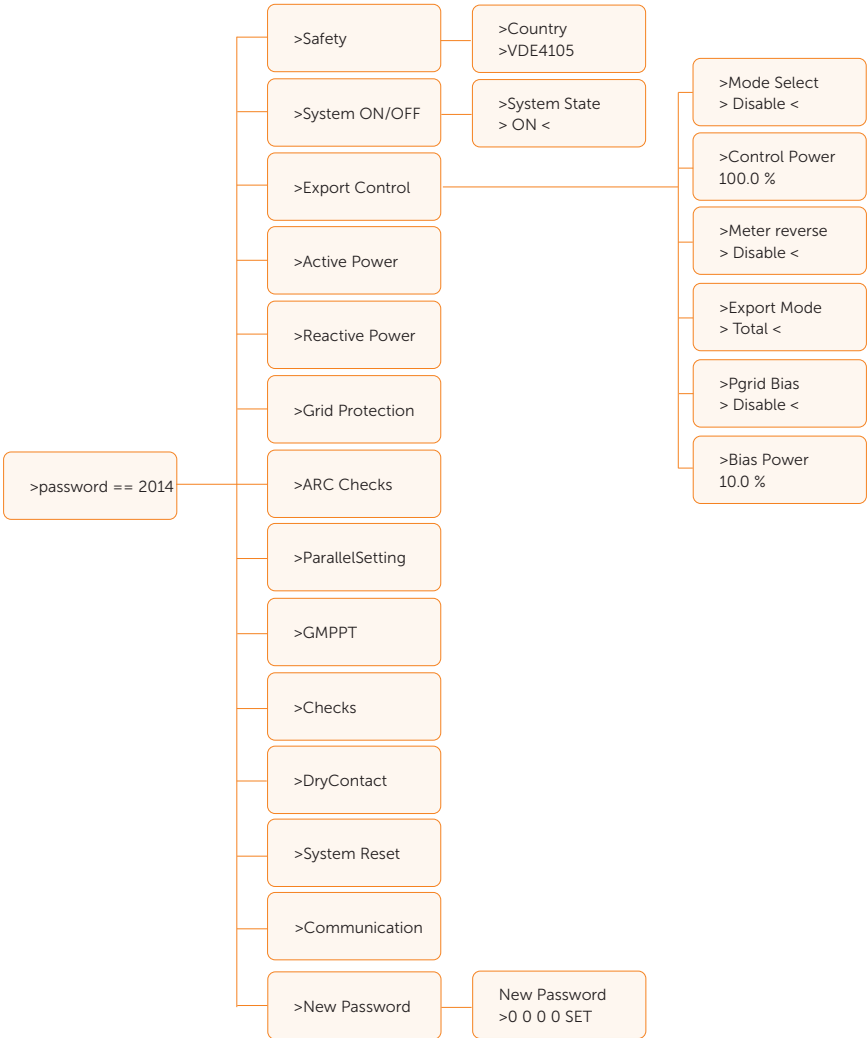 >password == 2014
>Safety
>Country
>VDE4105
>System ON/OFF
>System State
> ON <
>Export Control
>Mode Select
> Disable <
>Control Power
100.0 %
>Meter reverse
> Disable <
>Export Mode
> Total <
>Pgrid Bias
> Disable <
>Bias Power
10.0 %
>Active Power
>Reactive Power
>Grid Protection
>ARC Checks
>ParallelSetting
>GMPPT
>Checks
>DryContact
>System Reset
>Communication
>New Password
New Password
>0 0 0 0 SET